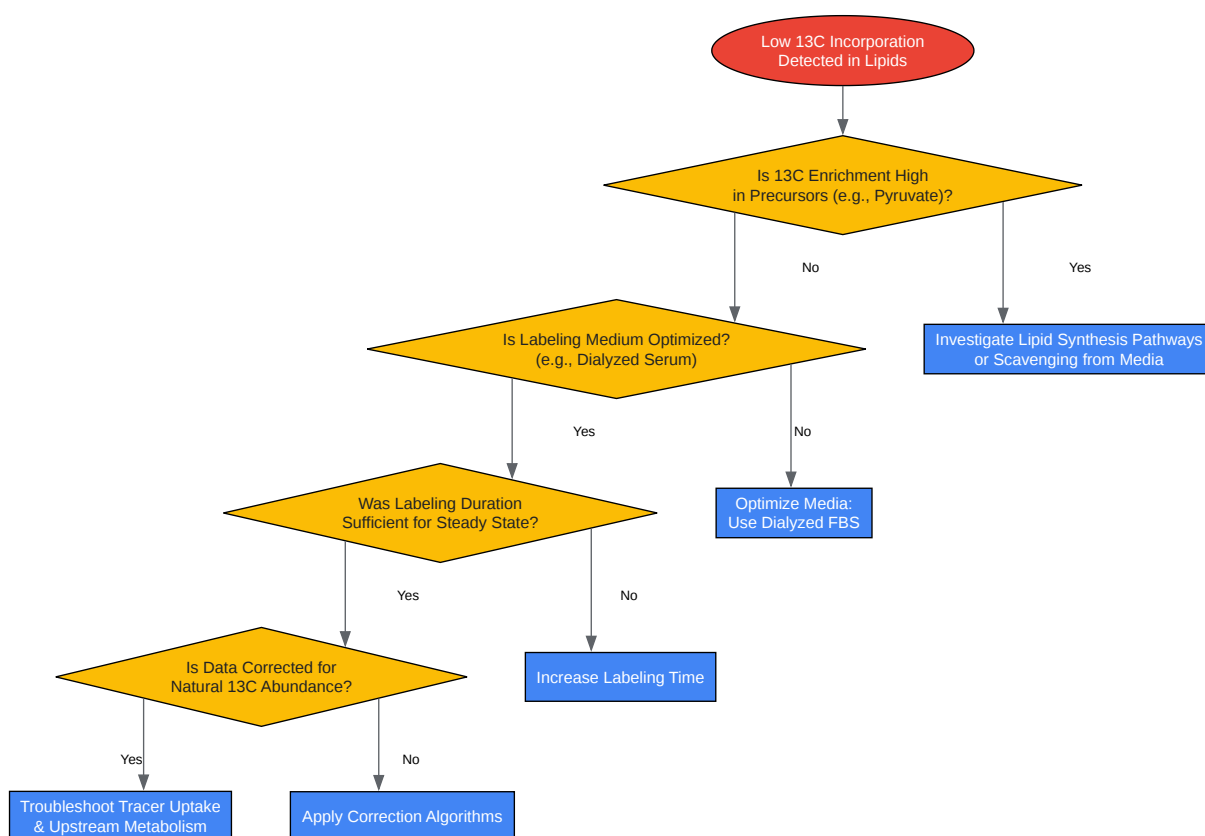 Low 13C Incorporation
Detected in Lipids
Is 13C Enrichment High
in Precursors (e.g., Pyruvate)?
No
Yes
Is Labeling Medium Optimized?
(e.g., Dialyzed Serum)
Investigate Lipid Synthesis Pathways
or Scavenging from Media
Yes
No
Was Labeling Duration
Sufficient for Steady State?
Optimize Media:
Use Dialyzed FBS
Yes
No
Is Data Corrected for
Natural 13C Abundance?
Increase Labeling Time
Yes
No
Troubleshoot Tracer Uptake
& Upstream Metabolism
Apply Correction Algorithms